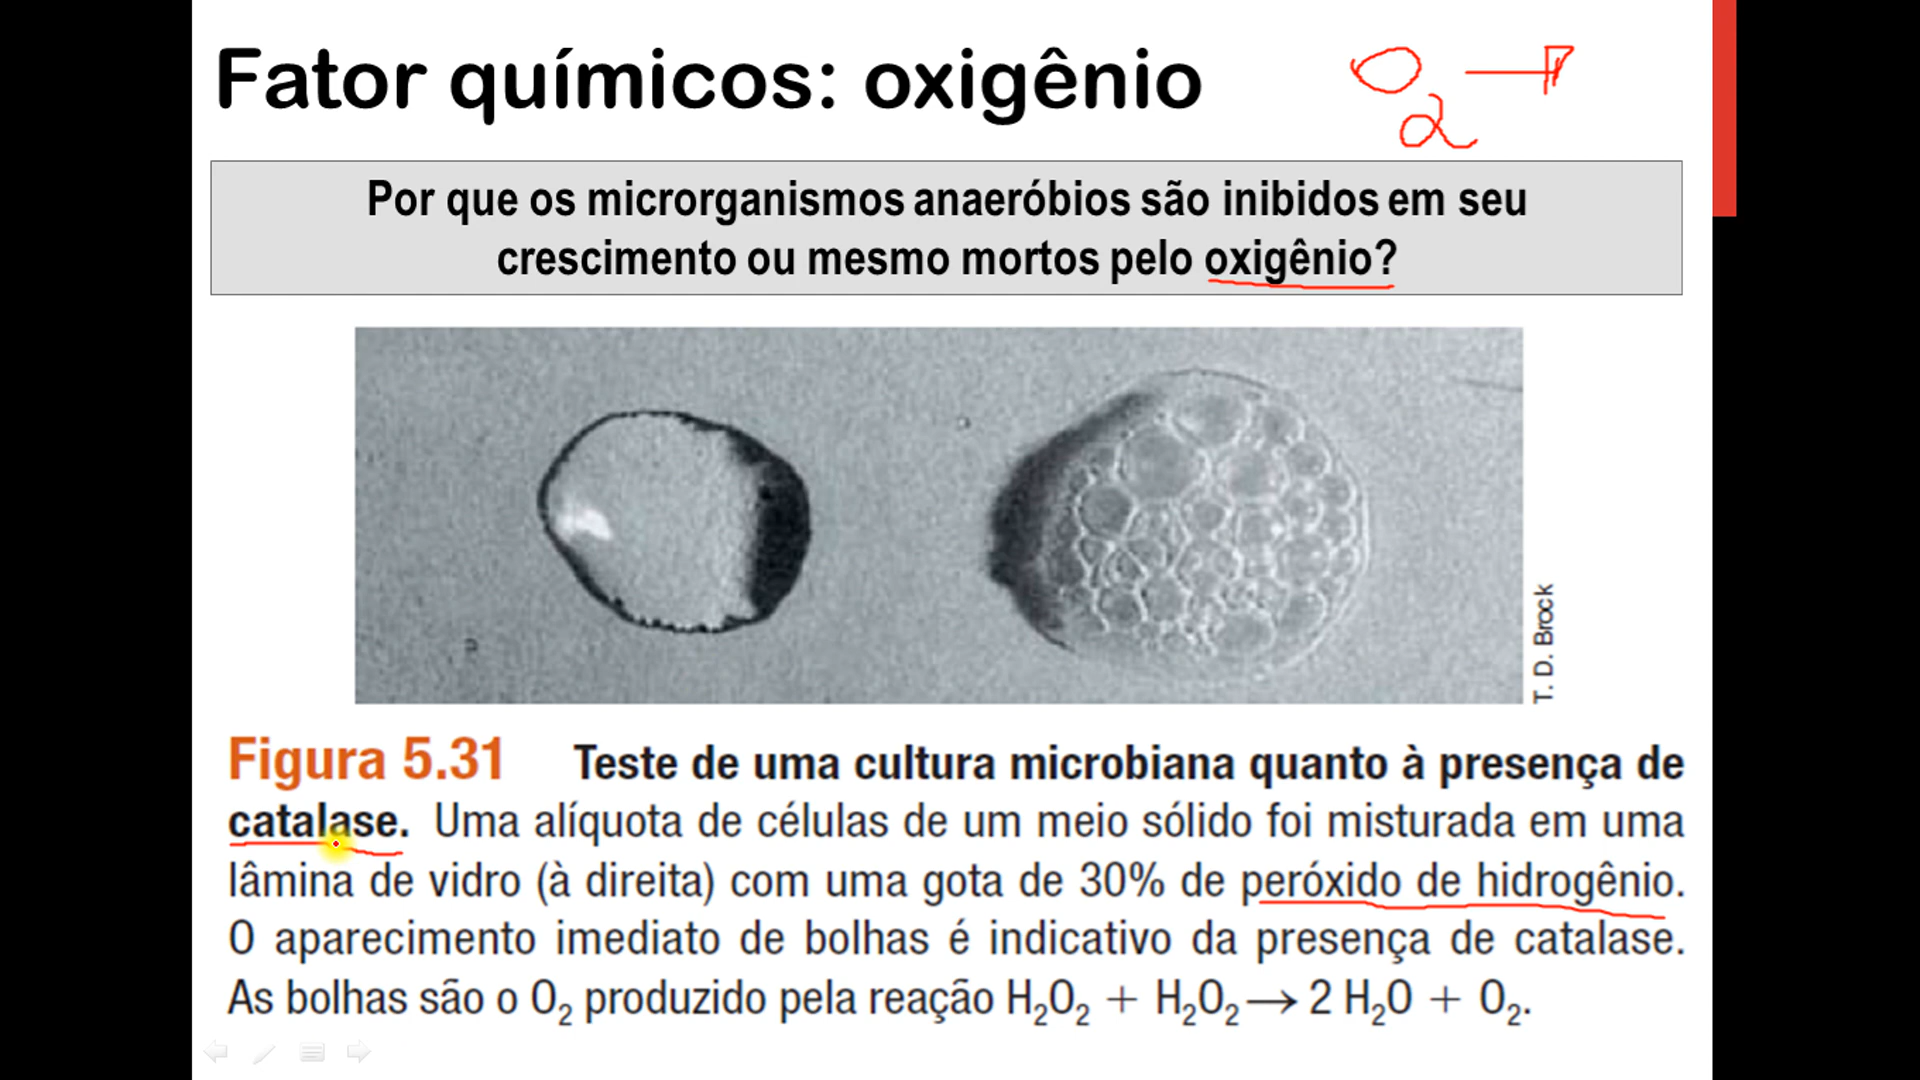 Fator químicos: oxigênio
O2
Por que os microrganismos anaeróbios são inibidos em seu
crescimento ou mesmo mortos pelo oxigênio?
T. D. Brock
Figura 5.31 Teste de uma cultura microbiana quanto à presença de
catalase. Uma alíquota de células de um meio sólido foi misturada em uma
lâmina de vidro (à direita) com uma gota de 30% de peróxido de hidrogênio.
O aparecimento imediato de bolhas é indicativo da presença de catalase.
As bolhas são o O₂ produzido pela reação H₂O₂ + H₂O₂ → 2 H₂O + O₂.